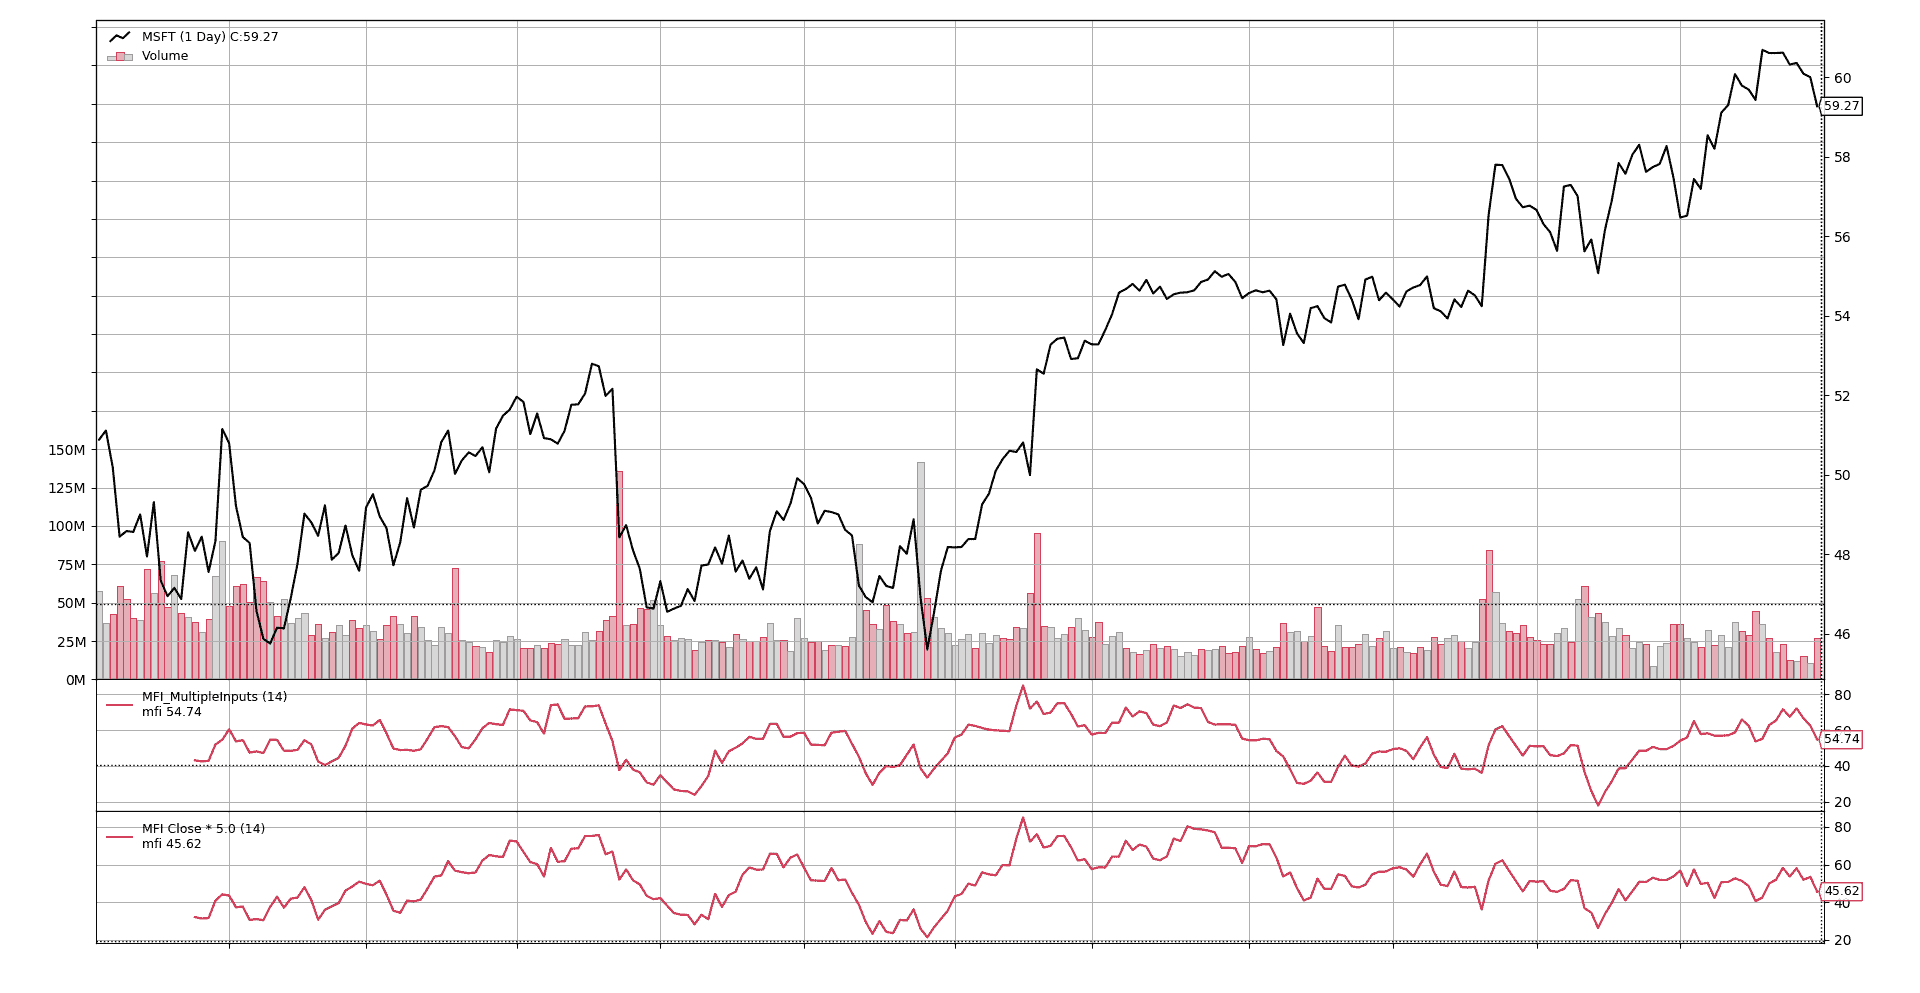 MSFT (1 Day) C:59.27
Volume
60
59.27
58
56
54
52
50
48
46
150M
125M
100M
75M
50M
25M
0M
MFI_MultipleInputs (14)
mfi 54.74
80
60
54.74
40
20
MFI Close * 5.0 (14)
mfi 45.62
80
60
45.62
40
20